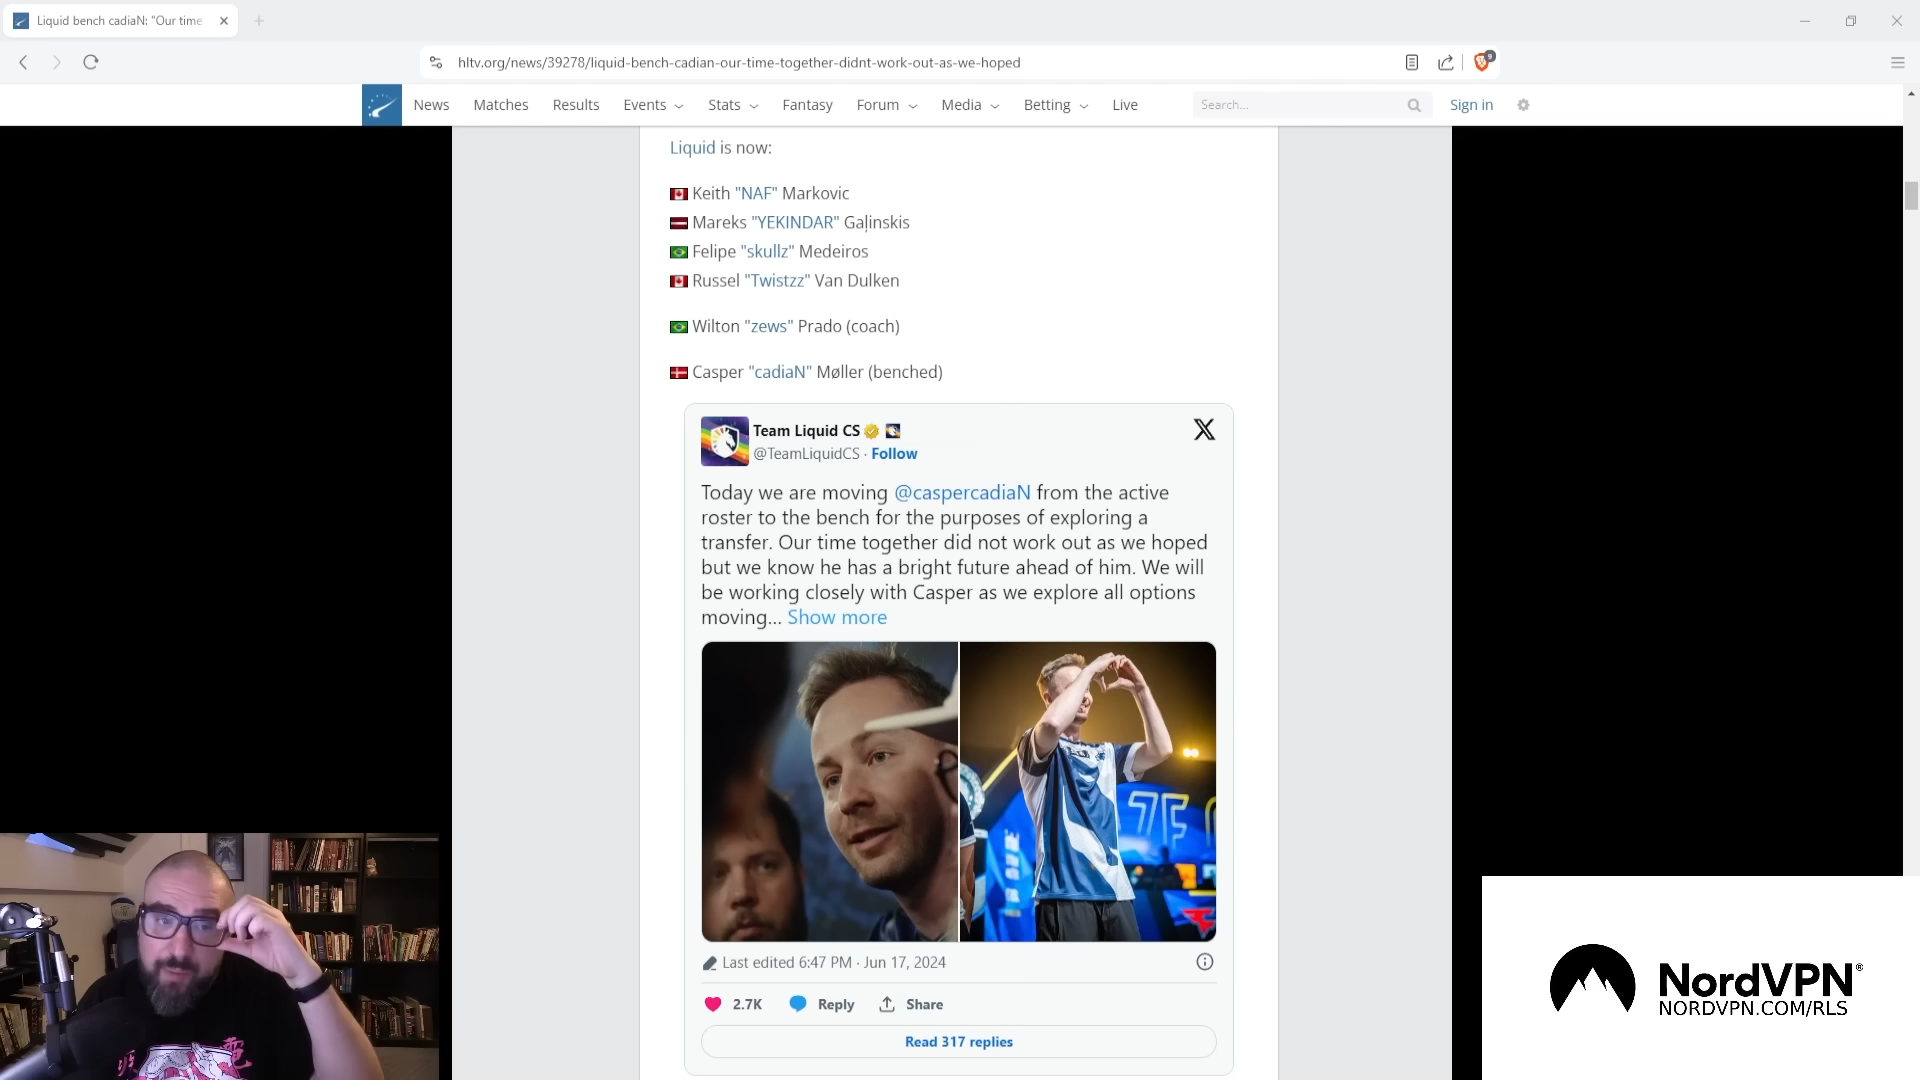 Liquid bench cadiaN: "Our time
hltv.org/news/39278/liquid-bench-cadian-our-time-together-didnt-work-out-as-we-hoped
9
News Matches Results Events Stats Fantasy Forum Media Betting Live Search... Sign in
Liquid is now:
Keith "NAF" Markovic
Mareks "YEKINDAR" Gaļinskis
Felipe "skullz" Medeiros
Russel "Twistzz" Van Dulken
Wilton "zews" Prado (coach)
Casper "cadiaN" Møller (benched)
Team Liquid CS
@TeamLiquidCS · Follow
Today we are moving @caspercadiaN from the active
roster to the bench for the purposes of exploring a
transfer. Our time together did not work out as we hoped
but we know he has a bright future ahead of him. We will
be working closely with Casper as we explore all options
moving... Show more
Last edited 6:47 PM · Jun 17, 2024
2.7K Reply Share
Read 317 replies
NordVPN®
NORDVPN.COM/RLS